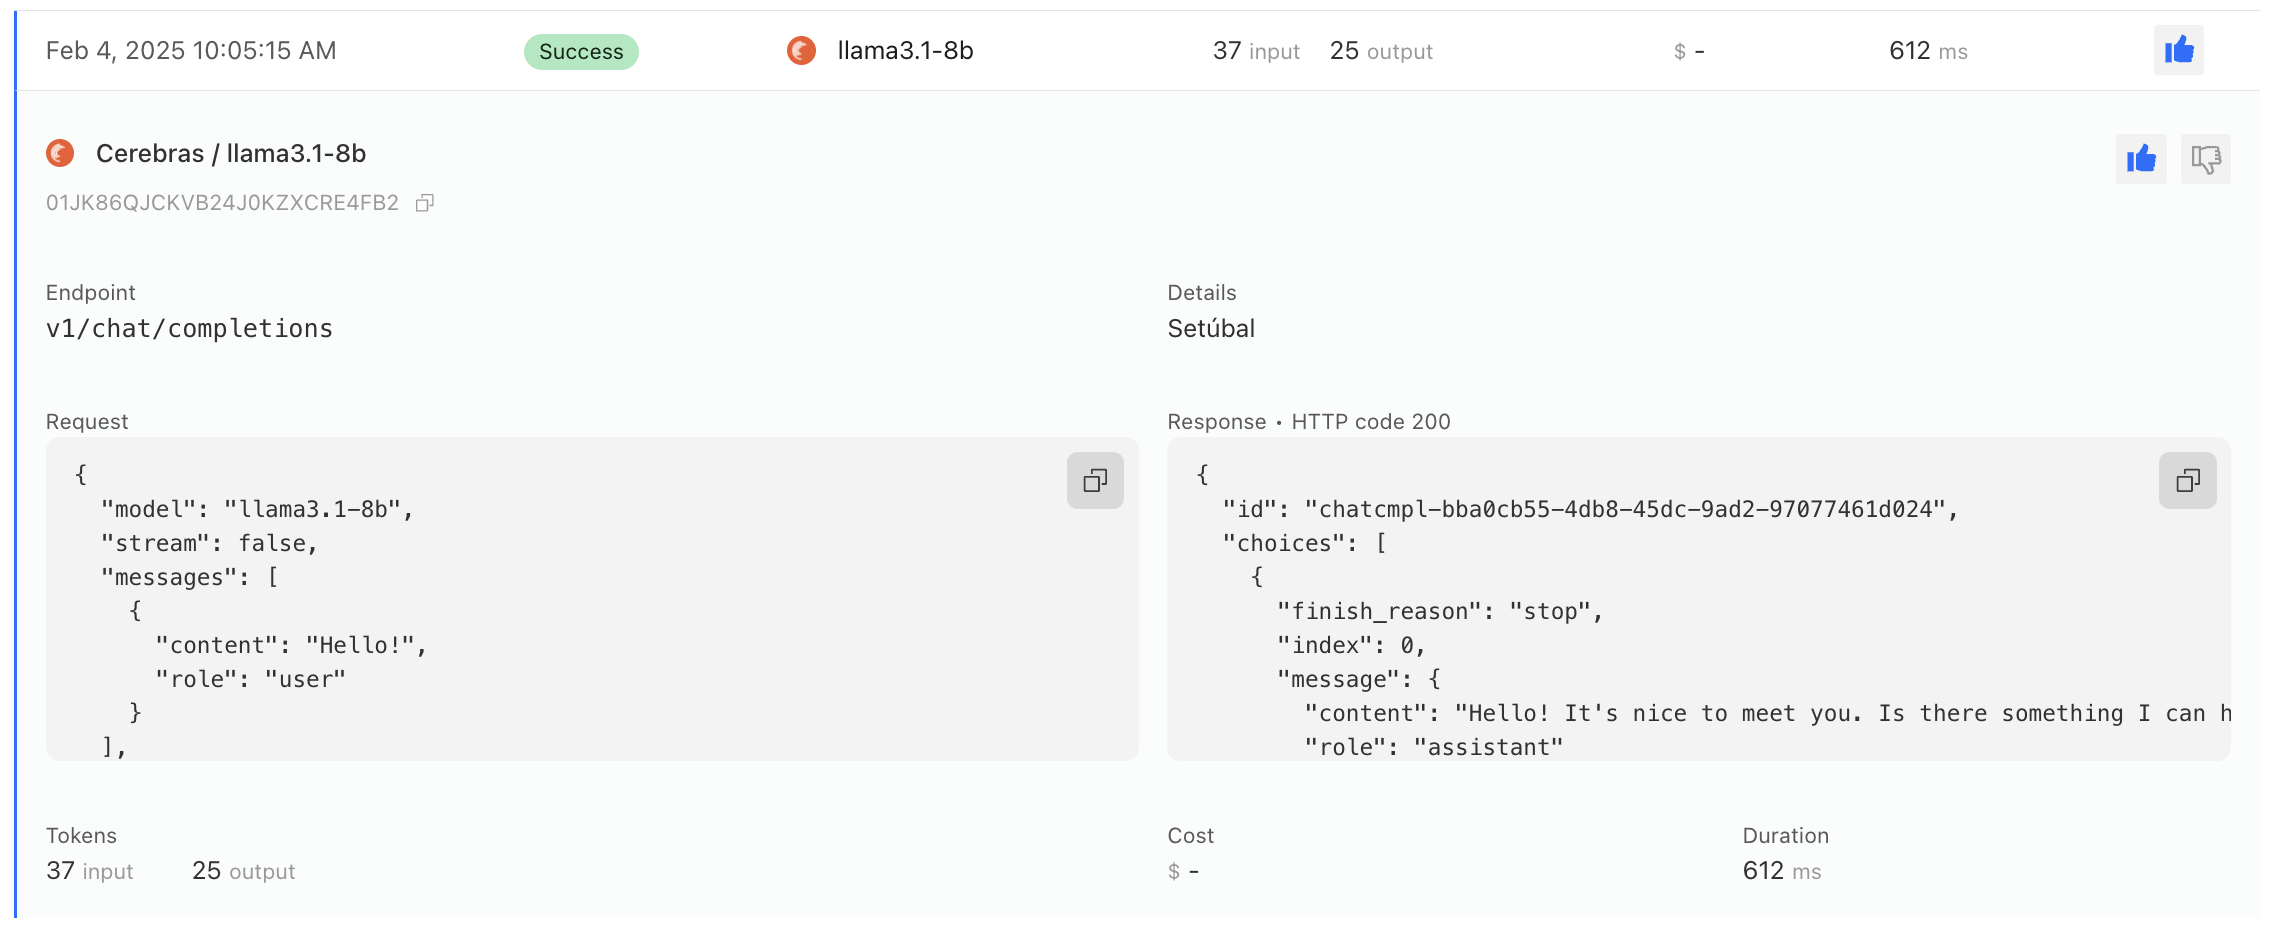 Feb 4, 2025 10:05:15 AM Success llama3.1-8b 37 input 25 output $ - 612 ms
Cerebras / llama3.1-8b
01JK86QJCKVB24J0KZXCRE4FB2
Endpoint
v1/chat/completions
Details
Setúbal
Request
{
  "model": "llama3.1-8b",
  "stream": false,
  "messages": [
    {
      "content": "Hello!",
      "role": "user"
    }
  ],
Response • HTTP code 200
{
  "id": "chatcmpl-bba0cb55-4db8-45dc-9ad2-97077461d024",
  "choices": [
    {
      "finish_reason": "stop",
      "index": 0,
      "message": {
        "content": "Hello! It's nice to meet you. Is there something I can h
        "role": "assistant"
Tokens
37 input 25 output
Cost
$ -
Duration
612 ms